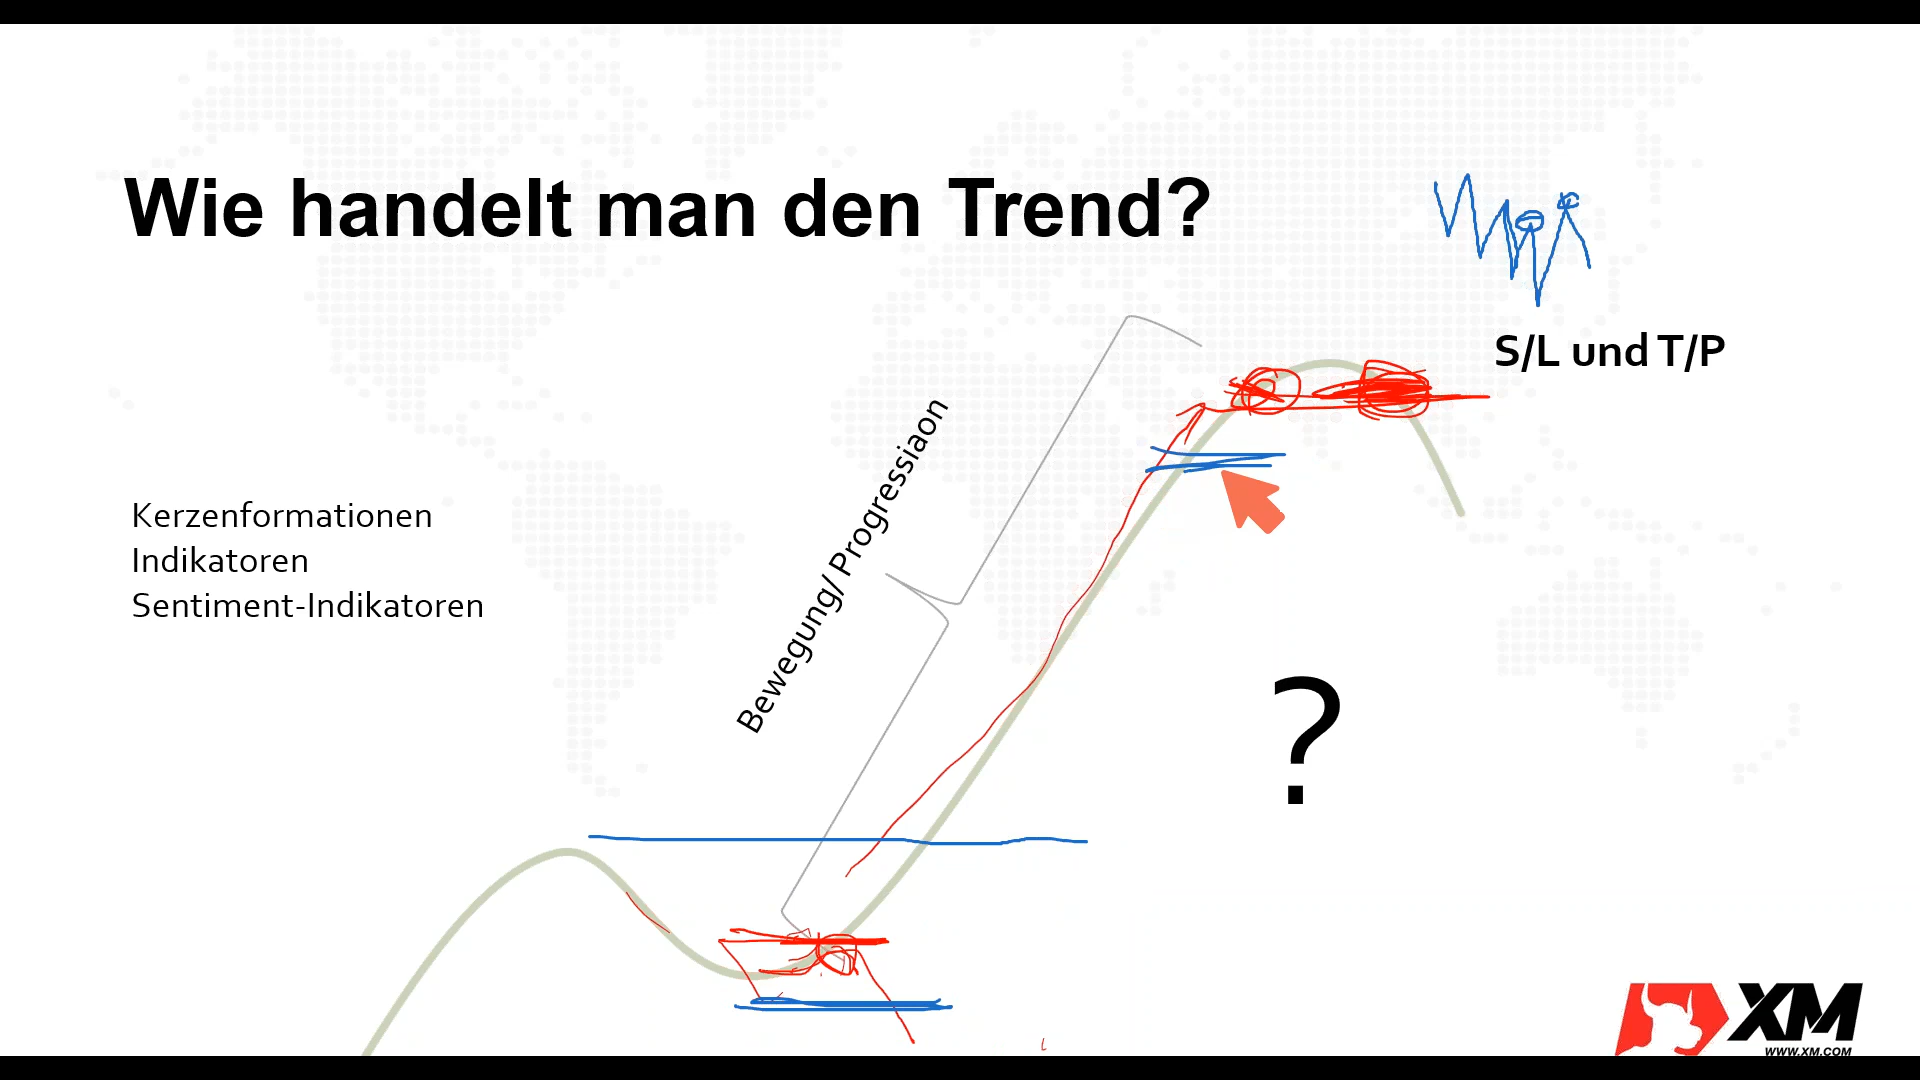 Wie handelt man den Trend?
S/L und T/P
Bewegung/ Progressiaon
Kerzenformationen
Indikatoren
Sentiment-Indikatoren
?
XM
WWW.XM.COM